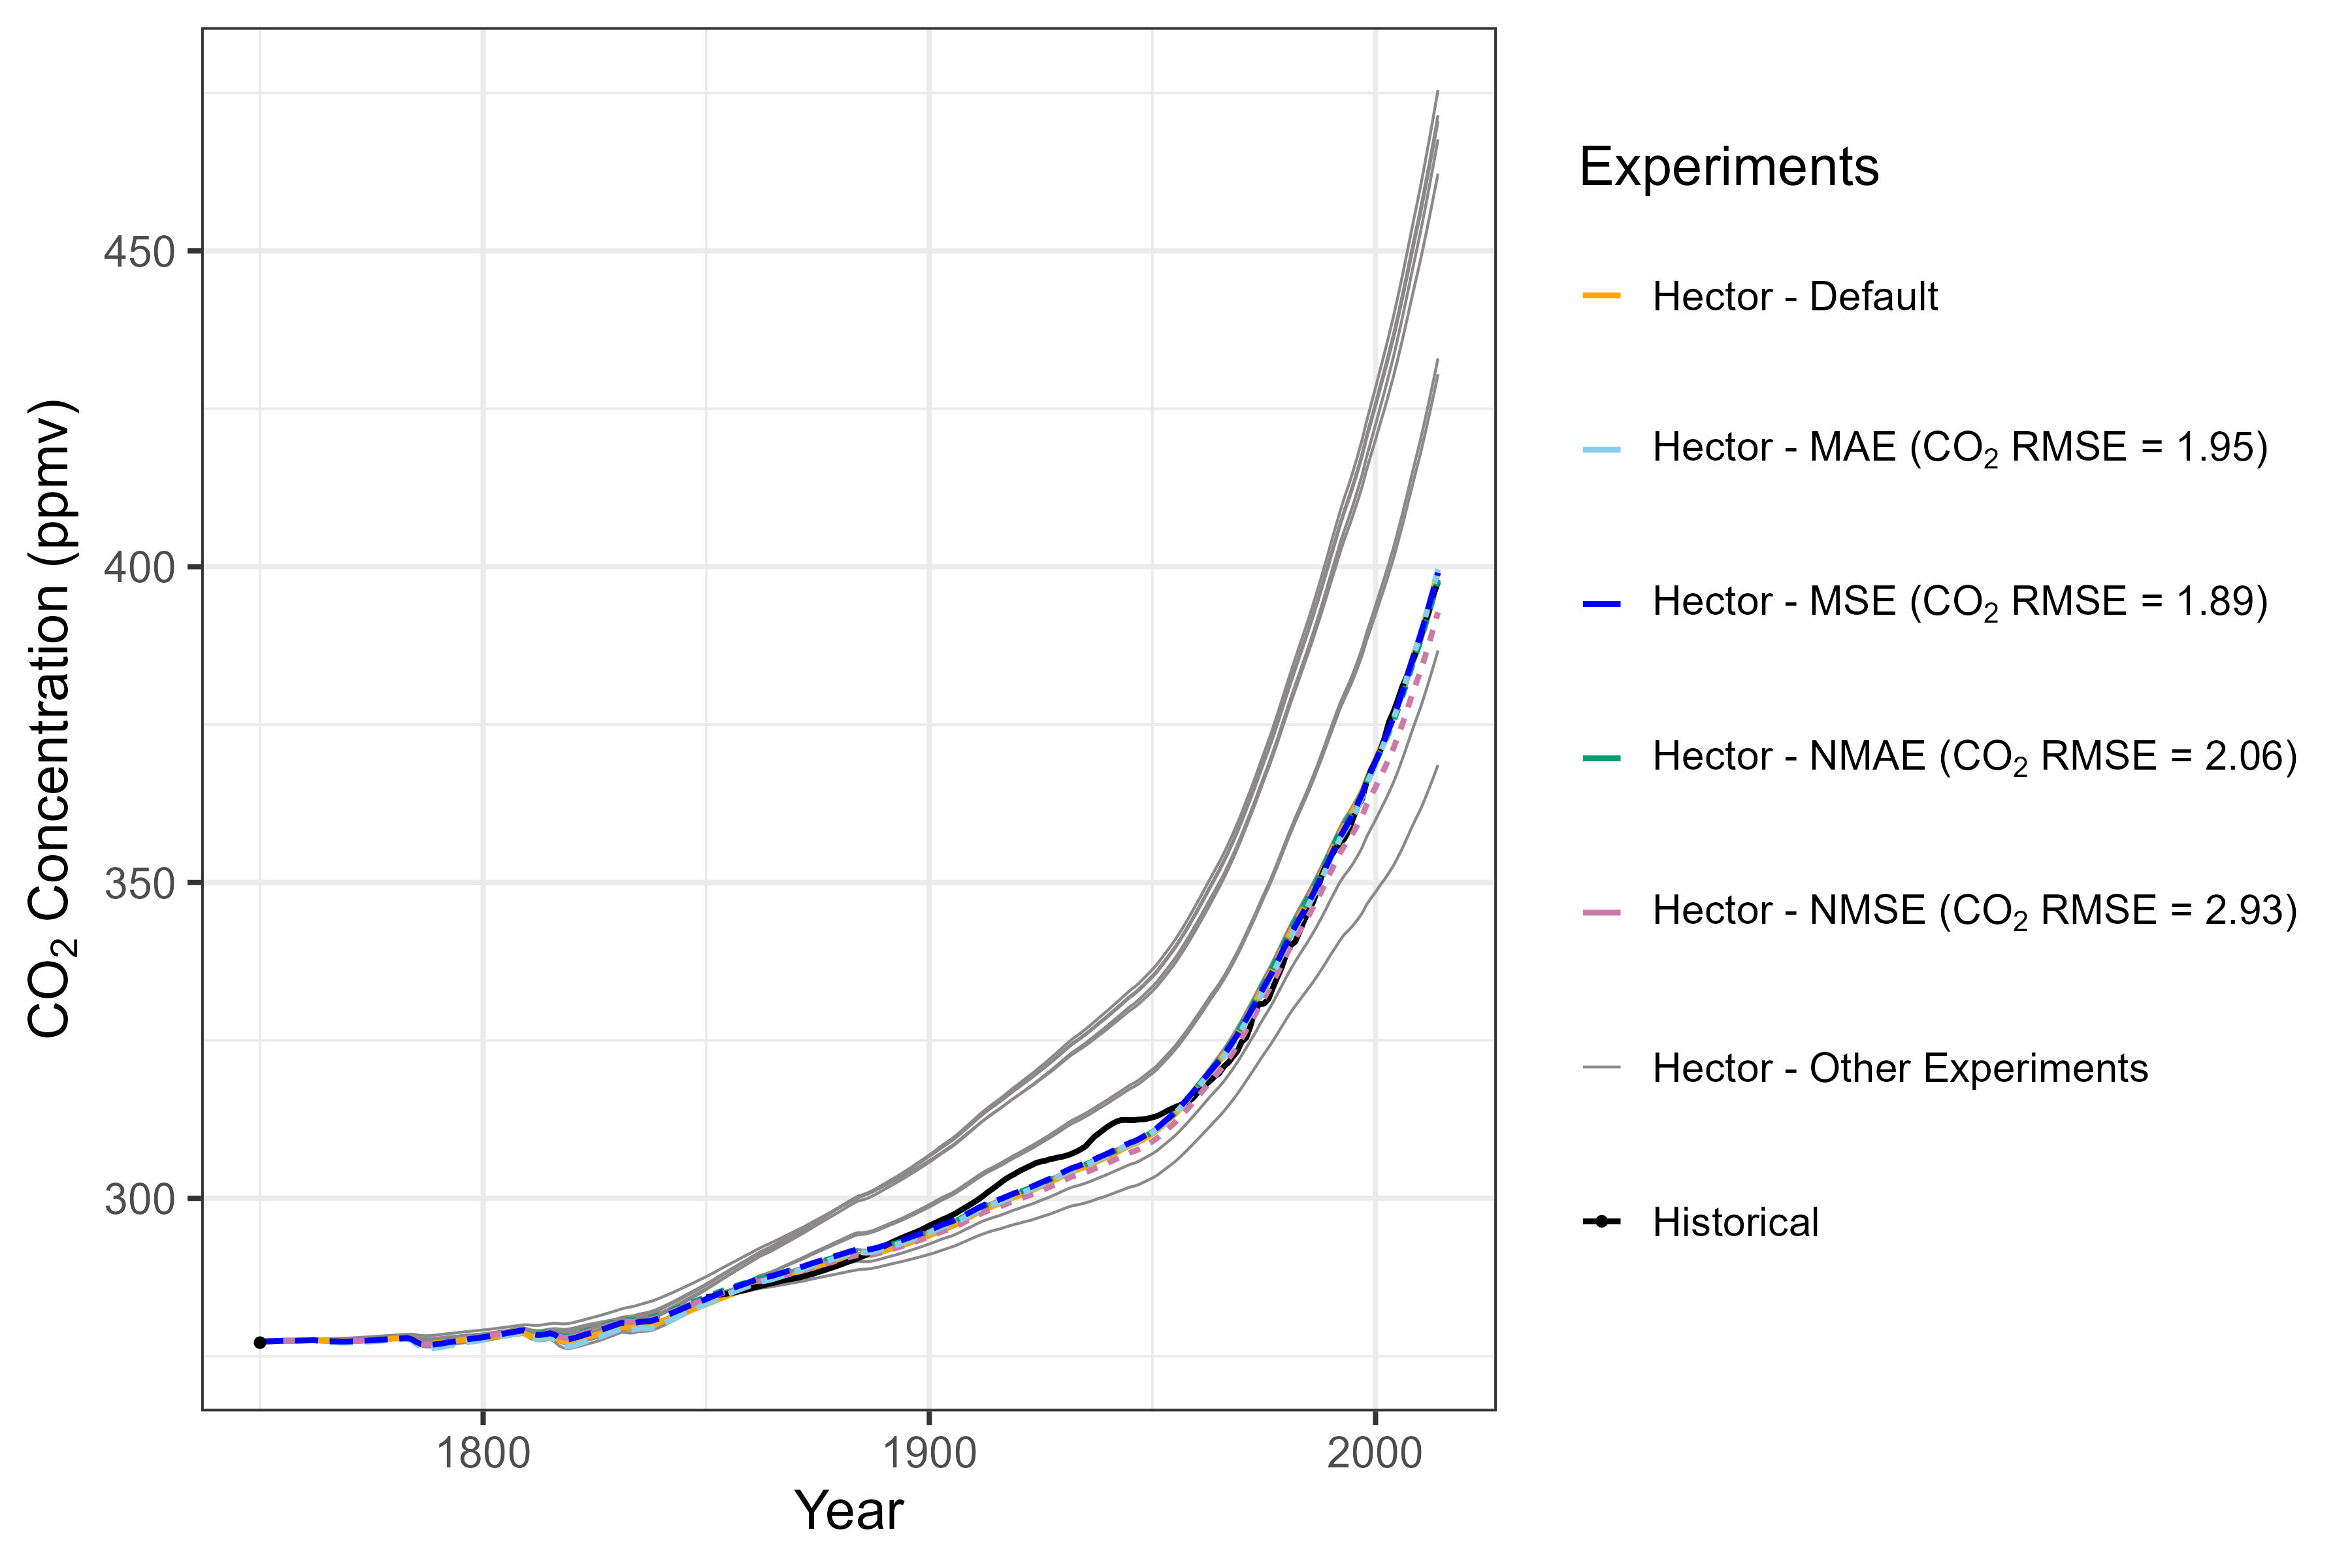 CO₂ Concentration (ppmv)
450
400
350
300
1800
1900
2000
Year
Experiments
Hector - Default
Hector - MAE (CO₂ RMSE = 1.95)
Hector - MSE (CO₂ RMSE = 1.89)
Hector - NMAE (CO₂ RMSE = 2.06)
Hector - NMSE (CO₂ RMSE = 2.93)
Hector - Other Experiments
Historical